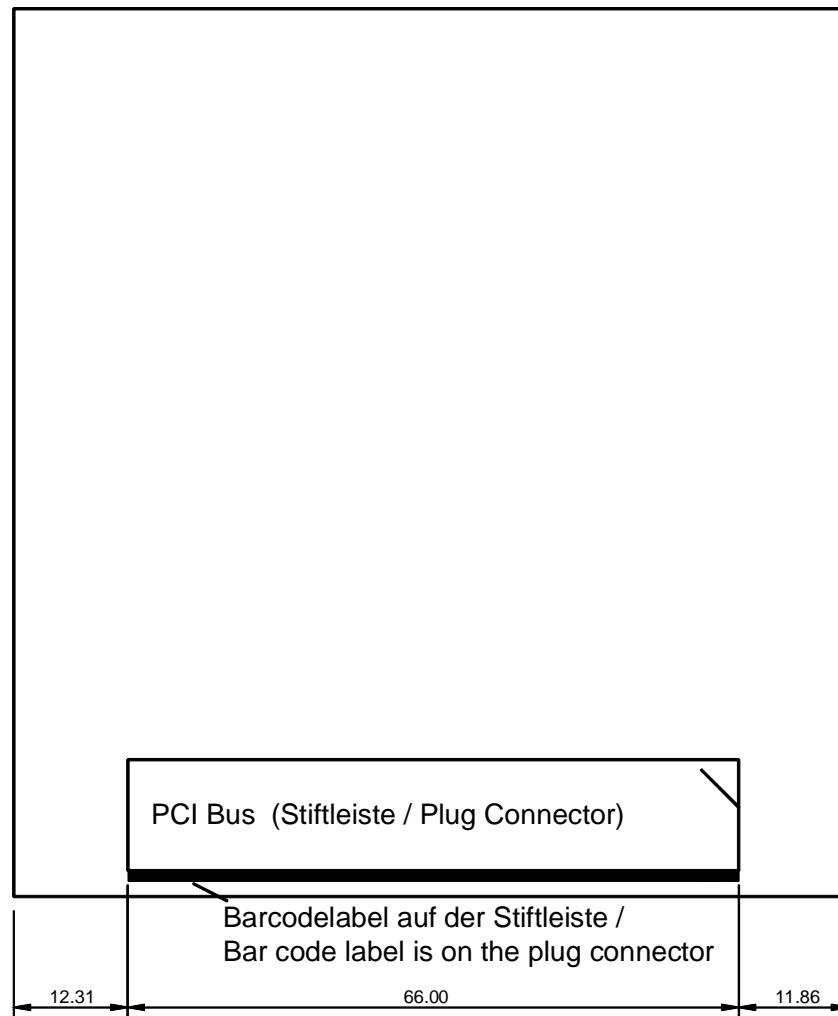 PCI Bus (Stiftleiste / Plug Connector)
Barcodelabel auf der Stiftleiste /
Bar code label is on the plug connector
12.31 66.00 11.86